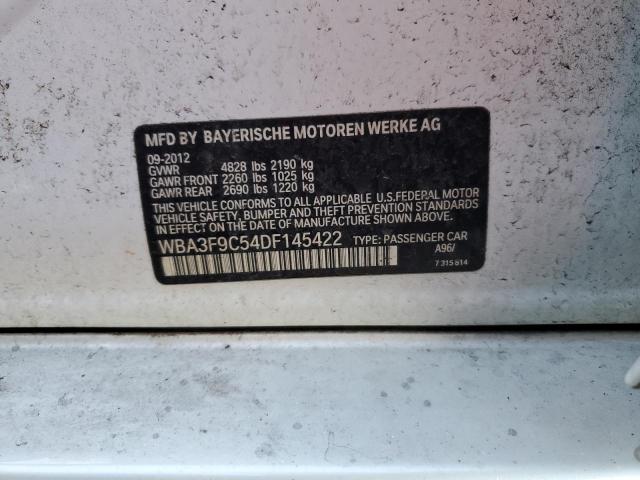 MFD BY BAYERISCHE MOTOREN WERKE AG
09-2012
GVWR 4828 lbs 2190 kg
GAWR FRONT 2260 lbs 1025 kg
GAWR REAR 2690 lbs 1220 kg
THIS VEHICLE CONFORMS TO ALL APPLICABLE U.S.FEDERAL MOTOR
VEHICLE SAFETY, BUMPER AND THEFT PREVENTION STANDARDS
IN EFFECT ON THE DATE OF MANUFACTURE SHOWN ABOVE.
WBA3F9C54DF145422 TYPE: PASSENGER CAR
A96/
7 315 614